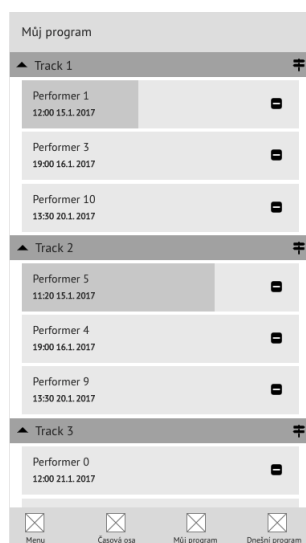 Můj program
Track 1
Performer 1
12:00 15.1. 2017
Performer 3
19:00 16.1. 2017
Performer 10
13:30 20.1. 2017
Track 2
Performer 5
11:20 15.1. 2017
Performer 4
19:00 16.1. 2017
Performer 9
13:30 20.1. 2017
Track 3
Performer 0
12:00 21.1. 2017
Menu Časová osa Můj program Dnešní program